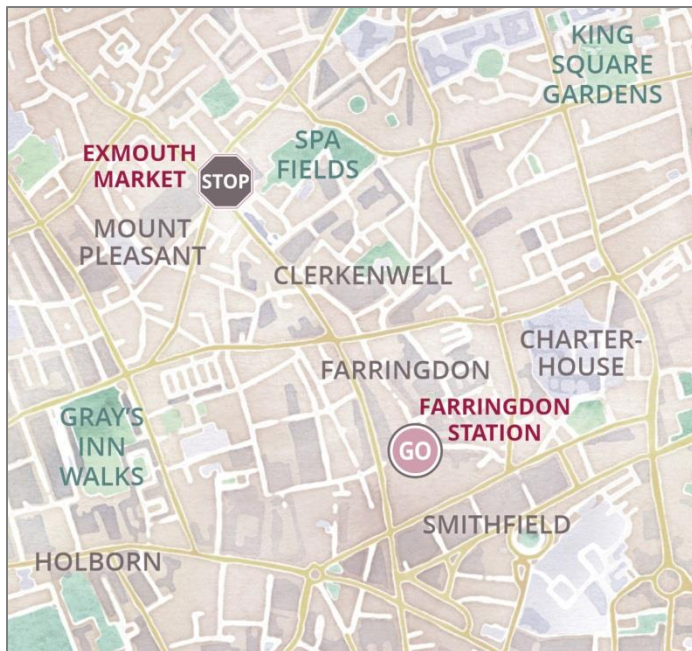 KING
SQUARE
GARDENS
SPA
FIELDS
EXMOUTH
MARKET
STOP
MOUNT
PLEASANT
CLERKENWELL
CHARTER-
HOUSE
FARRINGDON
FARRINGDON
STATION
GO
GRAY'S
INN
WALKS
SMITHFIELD
HOLBORN